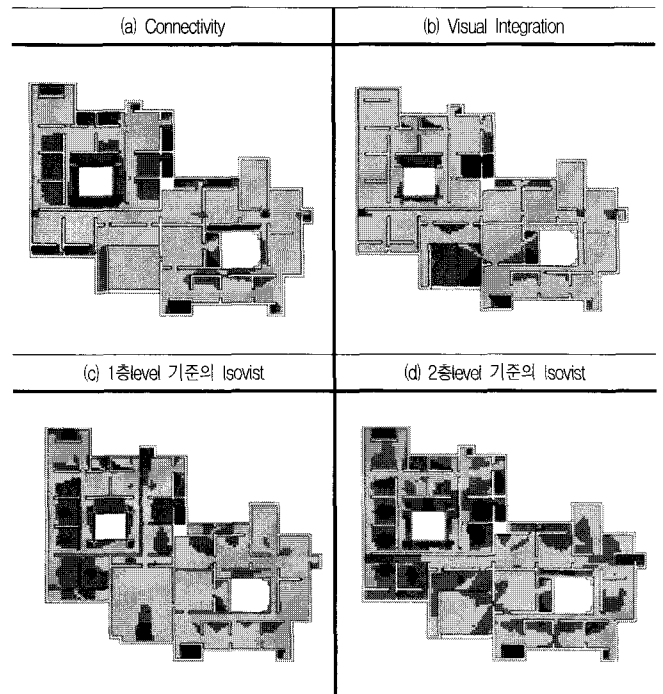 (a) Connectivity
(b) Visual Integration
(c) 1층level 기준의 Isovist
(d) 2층level 기준의 Isovist